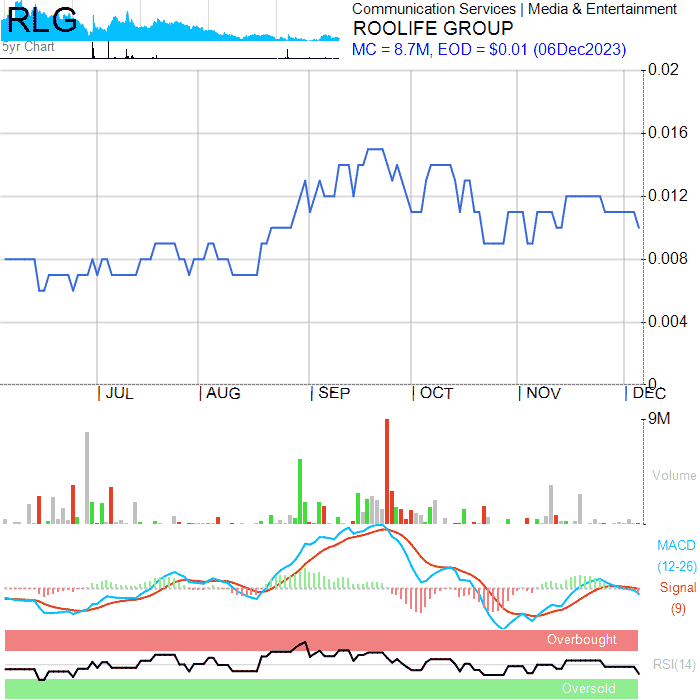 RLG
Communication Services | Media & Entertainment
ROOLIFE GROUP
5yr Chart
MC = 8.7M, EOD = $0.01 (06Dec2023)
0.02
0.016
0.012
0.008
0.004
0
JUL AUG SEP OCT NOV DEC
9M
Volume
MACD
(12-26)
Signal
(9)
Overbought
RSI(14)
Oversold